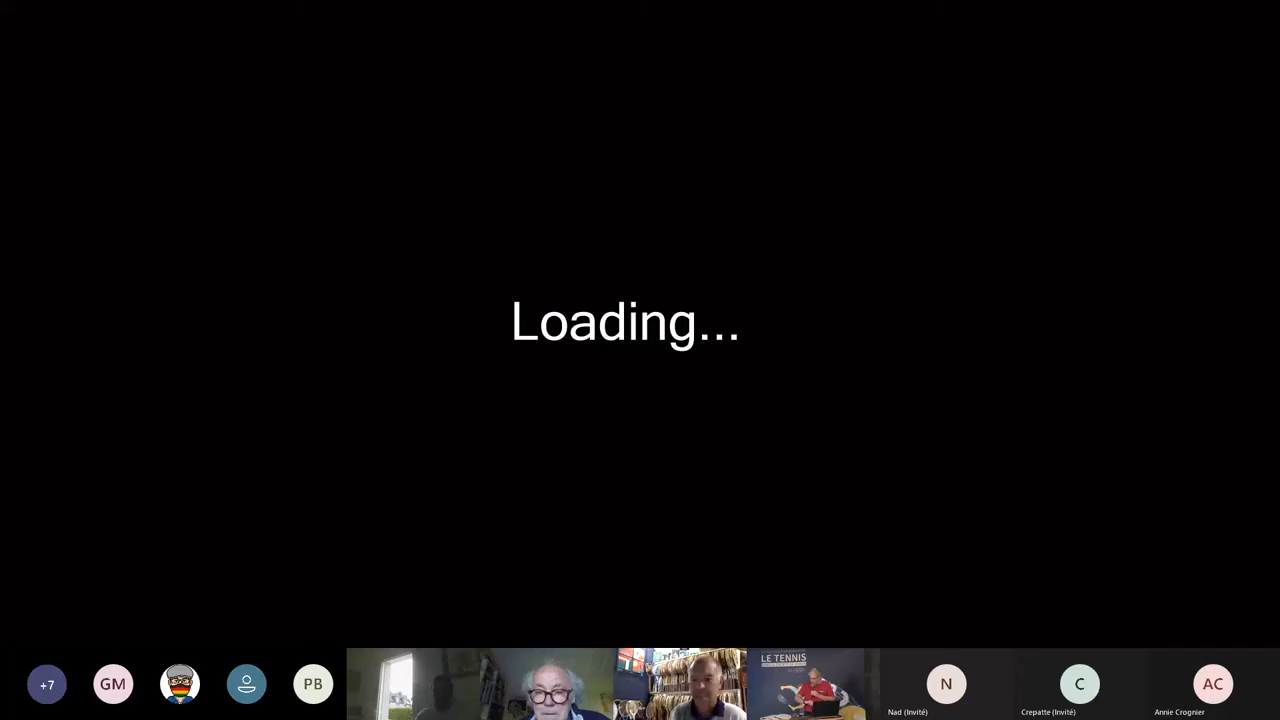 Loading...
+7
GM
PB
LE TENNIS
N
Nad (Invité)
C
Crepatte (Invité)
AC
Annie Crognier